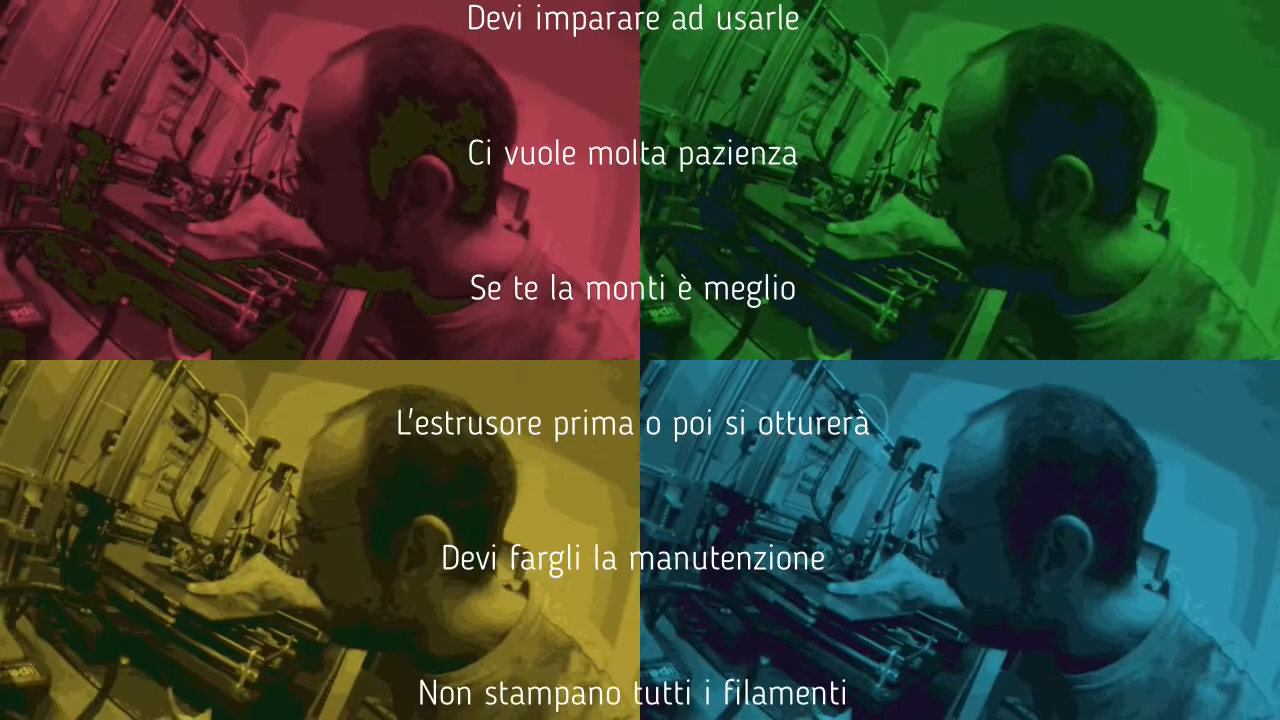 Devi imparare ad usarle
Ci vuole molta pazienza
Se te la monti è meglio
L'estrusore prima o poi si otturerà
Devi fargli la manutenzione
Non stampano tutti i filamenti